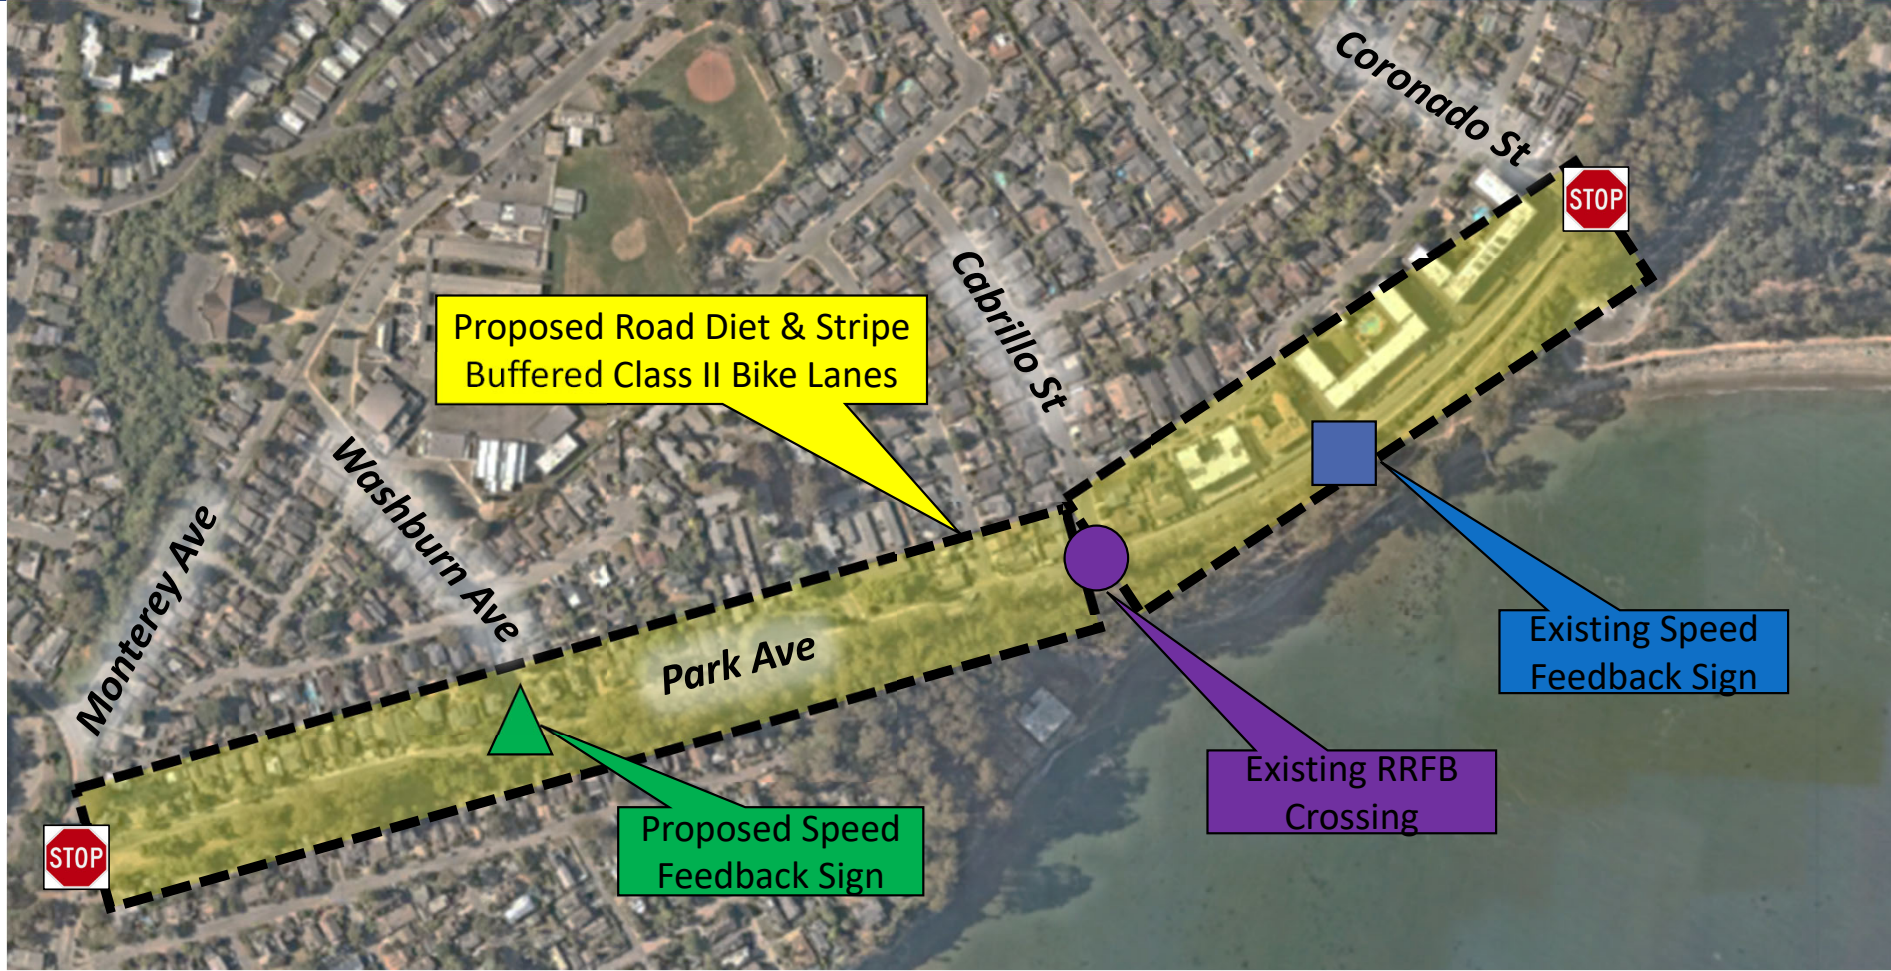 Coronado St
STOP
Cabrillo St
Proposed Road Diet & Stripe
Buffered Class II Bike Lanes
Washburn Ave
Monterey Ave
Park Ave
Existing Speed
Feedback Sign
Existing RRFB
Crossing
Proposed Speed
Feedback Sign
STOP